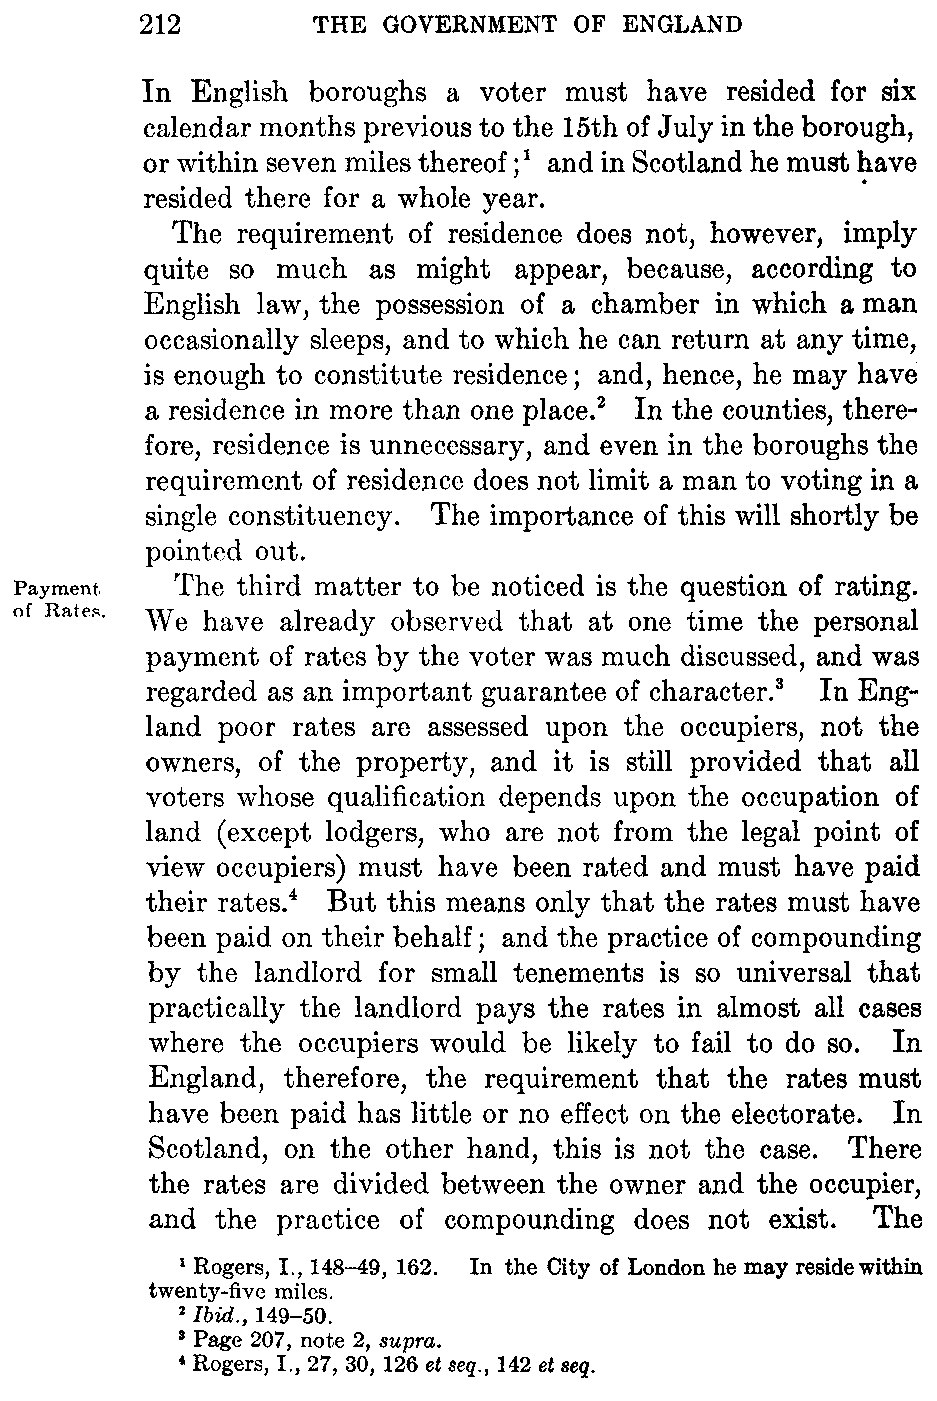 212 THE GOVERNMENT OF ENGLAND
In English boroughs a voter must have resided for six
calendar months previous to the 15th of July in the borough,
or within seven miles thereof;¹ and in Scotland he must have
resided there for a whole year.
The requirement of residence does not, however, imply
quite so much as might appear, because, according to
English law, the possession of a chamber in which a man
occasionally sleeps, and to which he can return at any time,
is enough to constitute residence; and, hence, he may have
a residence in more than one place.² In the counties, there-
fore, residence is unnecessary, and even in the boroughs the
requirement of residence does not limit a man to voting in a
single constituency. The importance of this will shortly be
pointed out.
Payment
of Rates.
The third matter to be noticed is the question of rating.
We have already observed that at one time the personal
payment of rates by the voter was much discussed, and was
regarded as an important guarantee of character.³ In Eng-
land poor rates are assessed upon the occupiers, not the
owners, of the property, and it is still provided that all
voters whose qualification depends upon the occupation of
land (except lodgers, who are not from the legal point of
view occupiers) must have been rated and must have paid
their rates.⁴ But this means only that the rates must have
been paid on their behalf; and the practice of compounding
by the landlord for small tenements is so universal that
practically the landlord pays the rates in almost all cases
where the occupiers would be likely to fail to do so. In
England, therefore, the requirement that the rates must
have been paid has little or no effect on the electorate. In
Scotland, on the other hand, this is not the case. There
the rates are divided between the owner and the occupier,
and the practice of compounding does not exist. The
¹ Rogers, I., 148–49, 162. In the City of London he may reside within
twenty-five miles.
² Ibid., 149–50.
³ Page 207, note 2, supra.
⁴ Rogers, I., 27, 30, 126 et seq., 142 et seq.